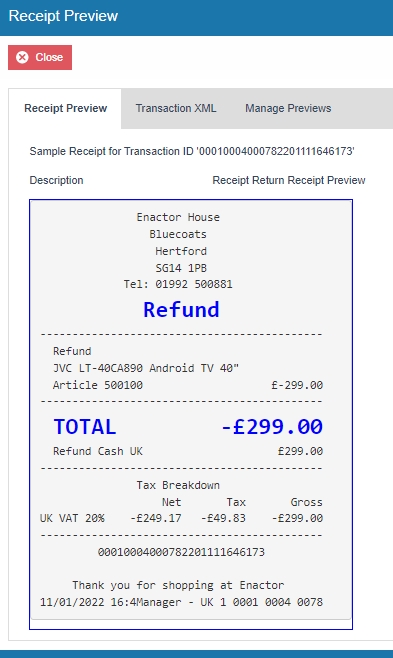 Receipt Preview
Close
Receipt Preview Transaction XML Manage Previews
Sample Receipt for Transaction ID '00010004000782201111646173'
Description Receipt Return Receipt Preview
Enactor House
Bluecoats
Hertford
SG14 1PB
Tel: 01992 500881
Refund
----------------------------------------
Refund
JVC LT-40CA890 Android TV 40"
Article 500100 £-299.00
----------------------------------------
TOTAL -£299.00
Refund Cash UK £299.00
----------------------------------------
Tax Breakdown
Net Tax Gross
UK VAT 20% -£249.17 -£49.83 -£299.00
----------------------------------------
00010004000782201111646173
Thank you for shopping at Enactor
11/01/2022 16:4Manager - UK 1 0001 0004 0078